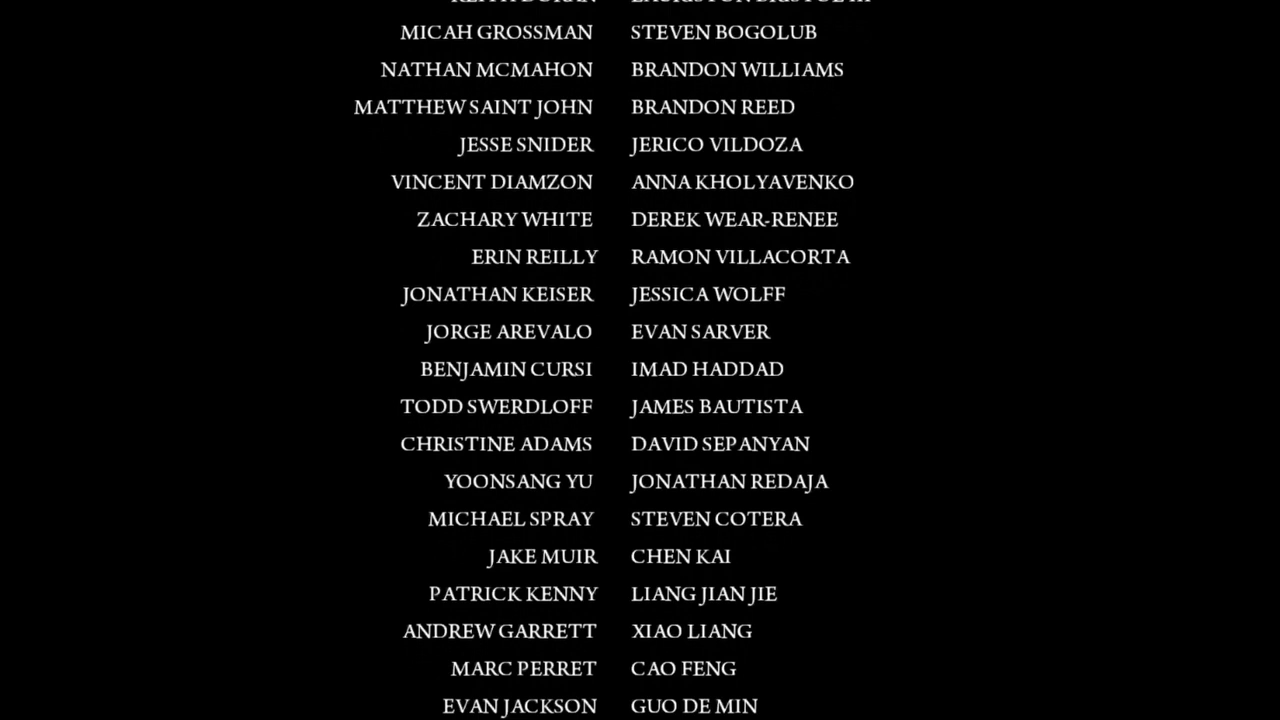 MICAH GROSSMAN STEVEN BOGOLUB
NATHAN MCMAHON BRANDON WILLIAMS
MATTHEW SAINT JOHN BRANDON REED
JESSE SNIDER JERICO VILDOZA
VINCENT DIAMZON ANNA KHOLYAVENKO
ZACHARY WHITE DEREK WEAR-RENEE
ERIN REILLY RAMON VILLACORTA
JONATHAN KEISER JESSICA WOLFF
JORGE AREVALO EVAN SARVER
BENJAMIN CURSI IMAD HADDAD
TODD SWERDLOFF JAMES BAUTISTA
CHRISTINE ADAMS DAVID SEPANYAN
YOONSANG YU JONATHAN REDAJA
MICHAEL SPRAY STEVEN COTERA
JAKE MUIR CHEN KAI
PATRICK KENNY LIANG JIAN JIE
ANDREW GARRETT XIAO LIANG
MARC PERRET CAO FENG
EVAN JACKSON GUO DE MIN